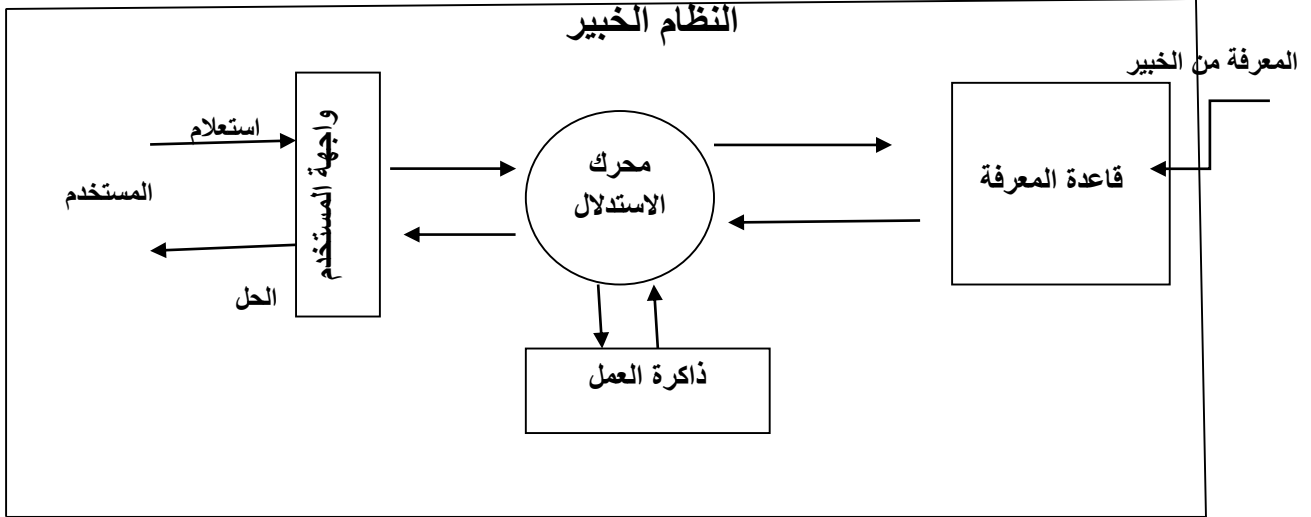 النظام الخبير
المعرفة من الخبير
قاعدة المعرفة
محرك
الاستدلال
واجهة المستخدم
استعلام
المستخدم
الحل
ذاكرة العمل